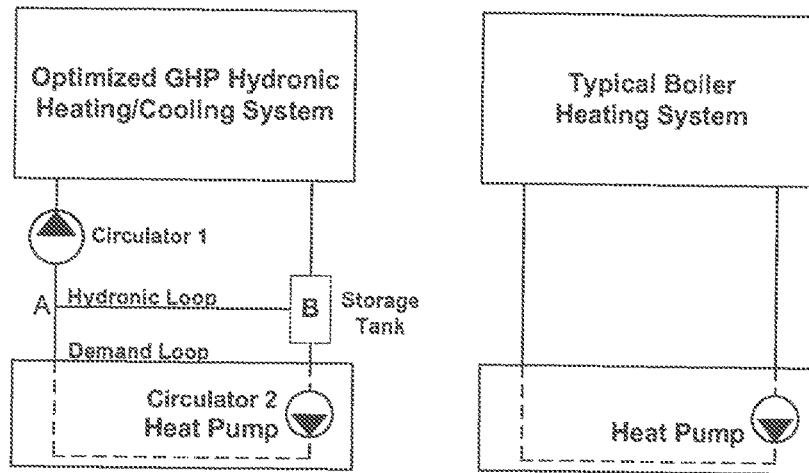 Optimized GHP Hydronic
Heating/Cooling System
Circulator 1
A
Hydronic Loop
B
Storage
Tank
Demand Loop
Circulator 2
Heat Pump
Typical Boiler
Heating System
Heat Pump